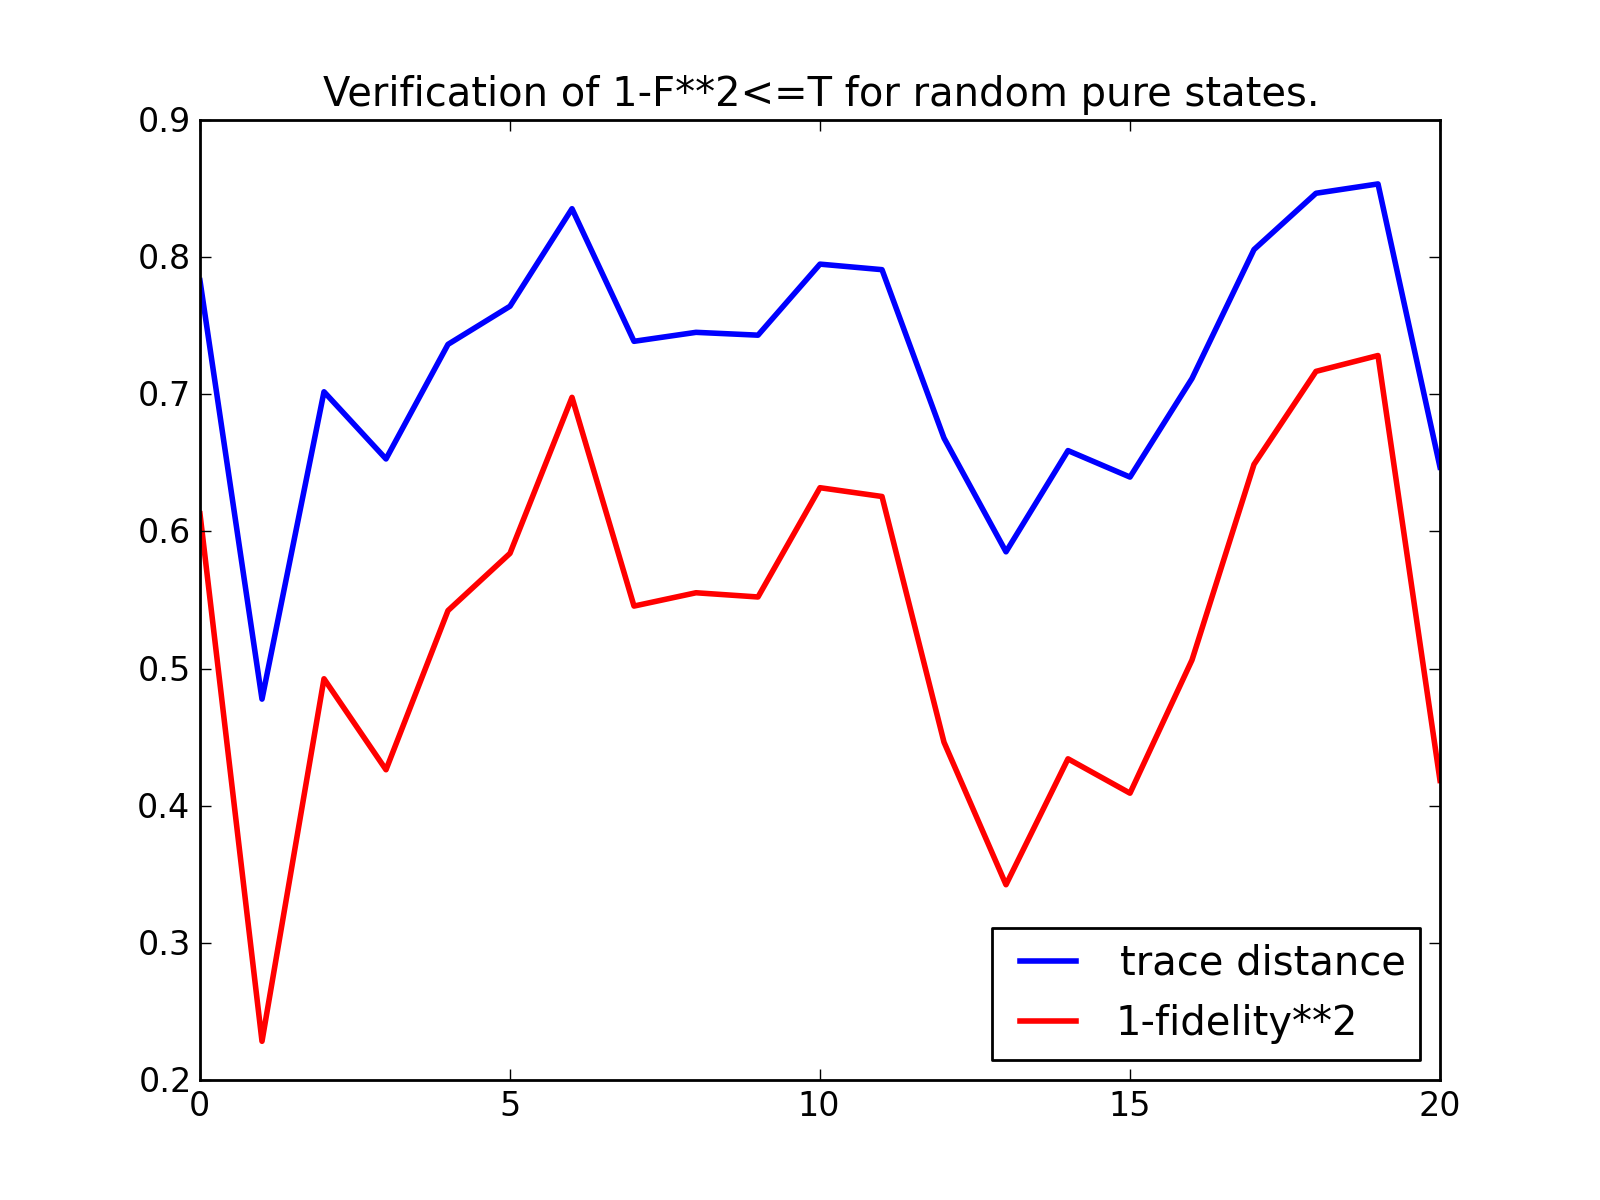 Verification of 1-F**2<=T for random pure states.
0.9
0.8
0.7
0.6
0.5
0.4
0.3
0.2
trace distance
1-fidelity**2
0 5 10 15 20